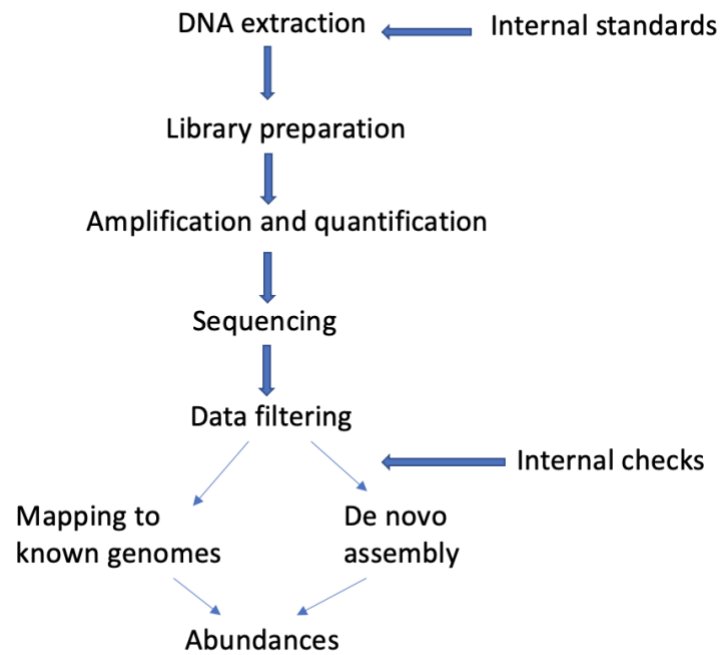 DNA extraction
Internal standards
Library preparation
Amplification and quantification
Sequencing
Data filtering
Internal checks
Mapping to
known genomes
De novo
assembly
Abundances